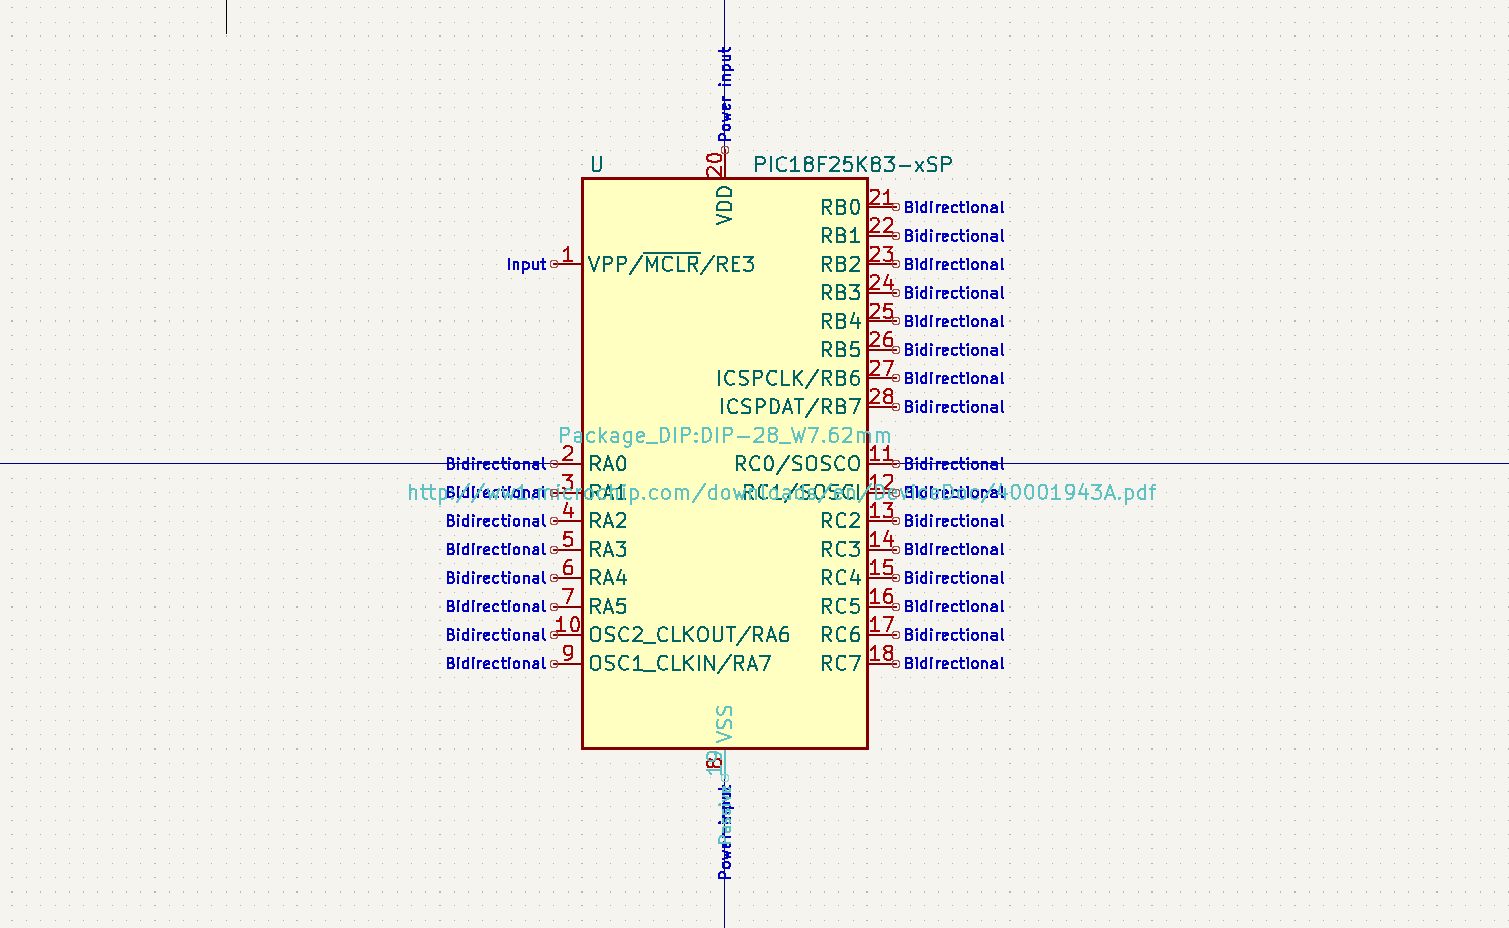 Power input
20
U
PIC18F25K83-xSP
VDD
21
RB0
Bidirectional
22
RB1
Bidirectional
Input
1
VPP/MCLR/RE3
23
RB2
Bidirectional
24
RB3
Bidirectional
25
RB4
Bidirectional
26
RB5
Bidirectional
27
ICSPCLK/RB6
Bidirectional
28
ICSPDAT/RB7
Bidirectional
Package_DIP:DIP-28_W7.62mm
Bidirectional
2
RA0
RC0/SOSCO
11
Bidirectional
Bidirectional
3
RA1
RC1/SOSCI
12
Bidirectional
http://ww1.microchip.com/downloads/en/DeviceDoc/40001943A.pdf
Bidirectional
4
RA2
RC2
13
Bidirectional
Bidirectional
5
RA3
RC3
14
Bidirectional
Bidirectional
6
RA4
RC4
15
Bidirectional
Bidirectional
7
RA5
RC5
16
Bidirectional
Bidirectional
10
OSC2_CLKOUT/RA6
RC6
17
Bidirectional
Bidirectional
9
OSC1_CLKIN/RA7
RC7
18
Bidirectional
VSS
19
8
Power input
Passive